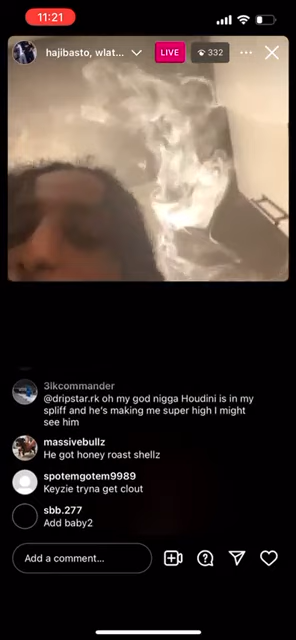 11:21
hajibasto, wlat...
LIVE
332
3ikcommander
@dripstar.rk oh my god nigga Houdini is in my
spliff and he's making me super high I might
see him
massivebullz
He got honey roast shellz
spotemgotem9989
Keyzie tryna get clout
sbb.277
Add baby2
Add a comment...